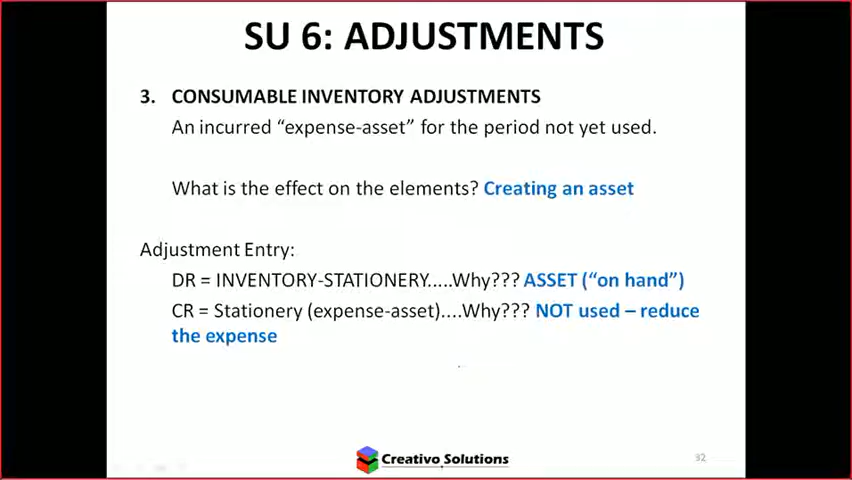 SU 6: ADJUSTMENTS
3. CONSUMABLE INVENTORY ADJUSTMENTS
An incurred “expense-asset” for the period not yet used.
What is the effect on the elements? Creating an asset
Adjustment Entry:
DR = INVENTORY-STATIONERY.....Why??? ASSET (“on hand”)
CR = Stationery (expense-asset)....Why??? NOT used – reduce
the expense
Creativo Solutions
32